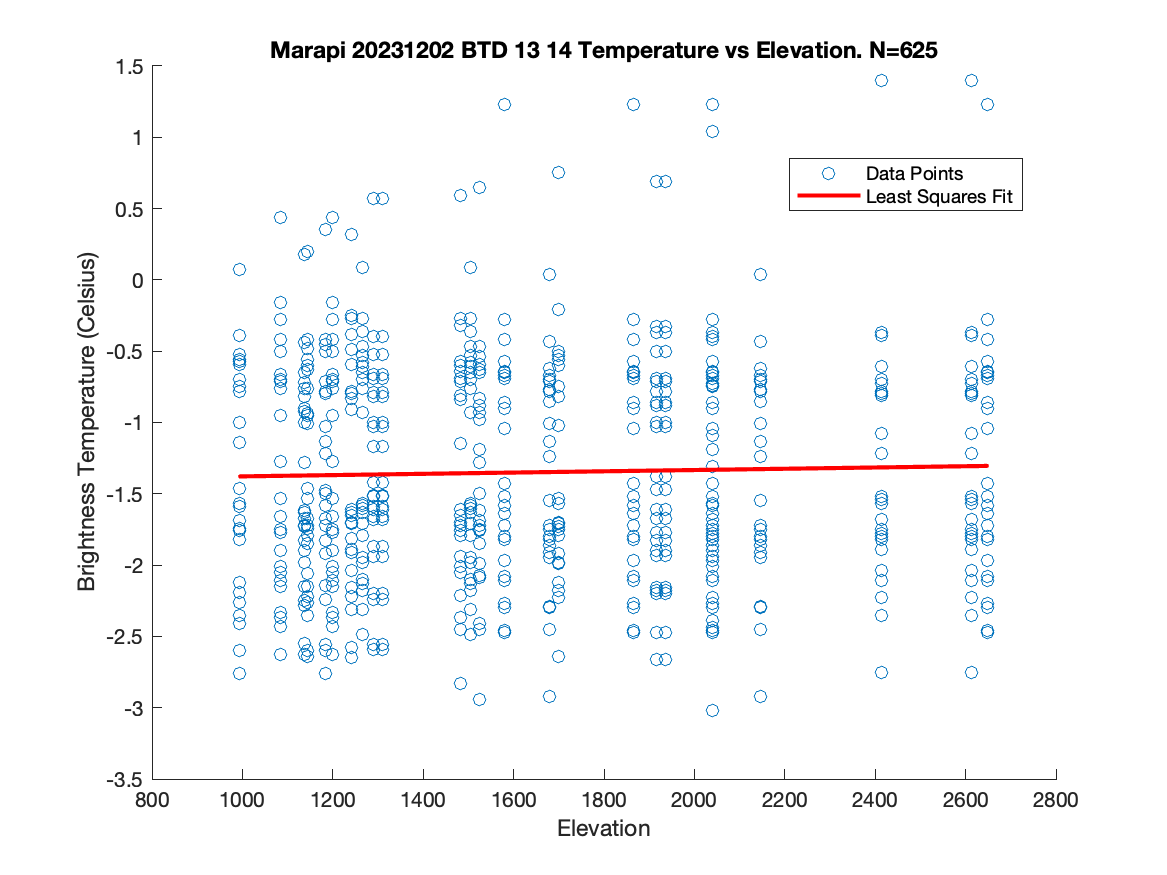 Marapi 20231202 BTD 13 14 Temperature vs Elevation. N=625
1.5
1
0.5
0
-0.5
-1
-1.5
-2
-2.5
-3
-3.5
Brightness Temperature (Celsius)
Data Points
Least Squares Fit
800 1000 1200 1400 1600 1800 2000 2200 2400 2600 2800
Elevation